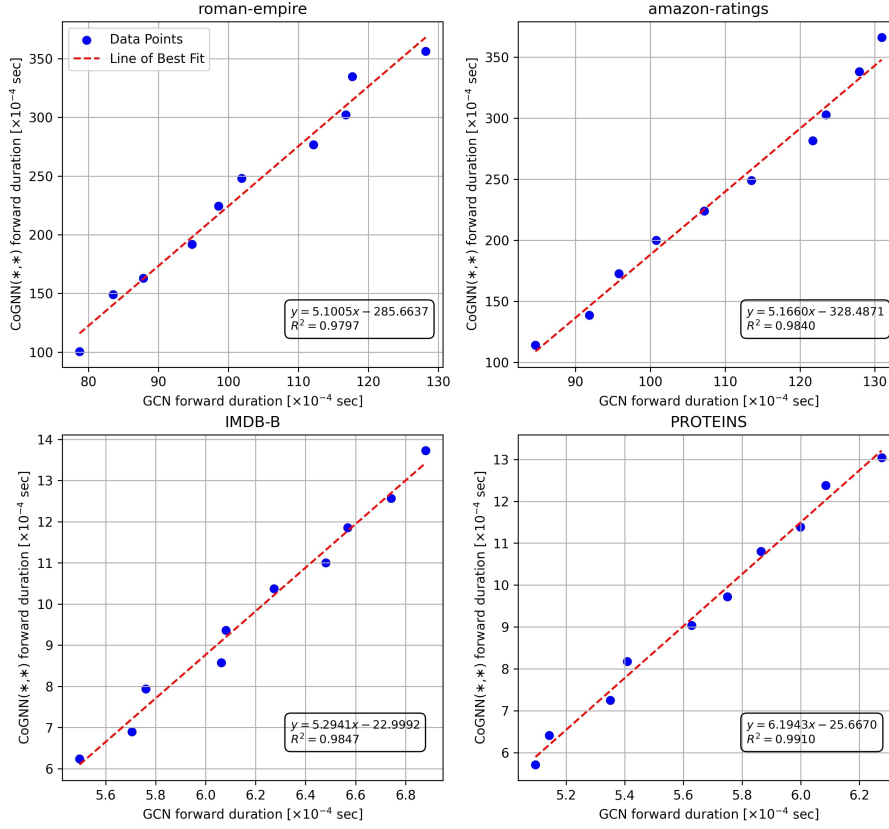 roman-empire
Data Points
Line of Best Fit
CoGNN(∗,∗) forward duration [×10⁻⁴ sec]
350
300
250
200
150
100
y = 5.1005x − 285.6637
R² = 0.9797
80 90 100 110 120 130
GCN forward duration [×10⁻⁴ sec]
amazon-ratings
CoGNN(∗,∗) forward duration [×10⁻⁴ sec]
350
300
250
200
150
100
y = 5.1660x − 328.4871
R² = 0.9840
90 100 110 120 130
GCN forward duration [×10⁻⁴ sec]
IMDB-B
CoGNN(∗,∗) forward duration [×10⁻⁴ sec]
14
13
12
11
10
9
8
7
6
y = 5.2941x − 22.9992
R² = 0.9847
5.6 5.8 6.0 6.2 6.4 6.6 6.8
GCN forward duration [×10⁻⁴ sec]
PROTEINS
CoGNN(∗,∗) forward duration [×10⁻⁴ sec]
13
12
11
10
9
8
7
6
y = 6.1943x − 25.6670
R² = 0.9910
5.2 5.4 5.6 5.8 6.0 6.2
GCN forward duration [×10⁻⁴ sec]